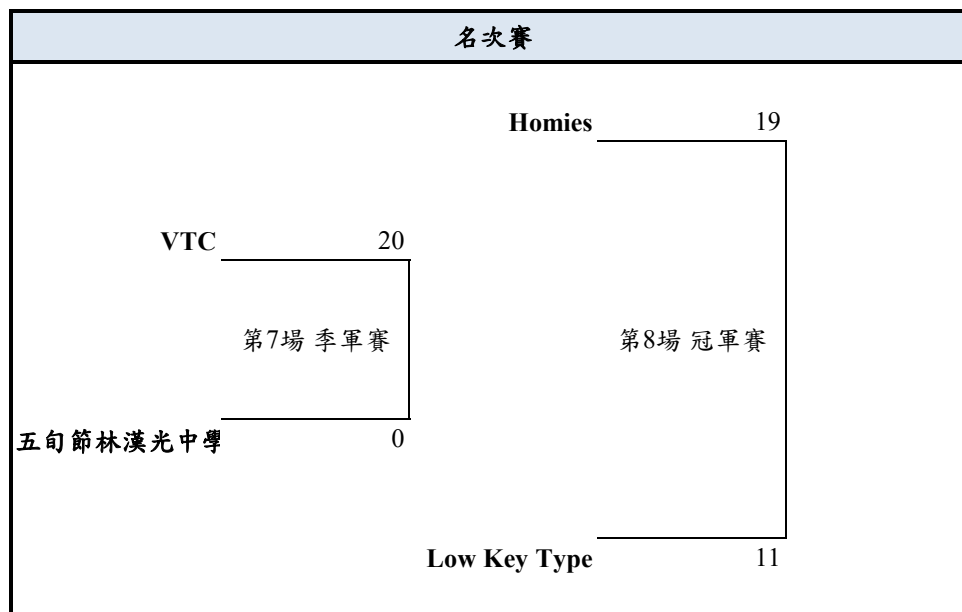 名次賽
Homies 19
VTC 20
第7場 季軍賽 第8場 冠軍賽
五旬節林漢光中學 0
Low Key Type 11